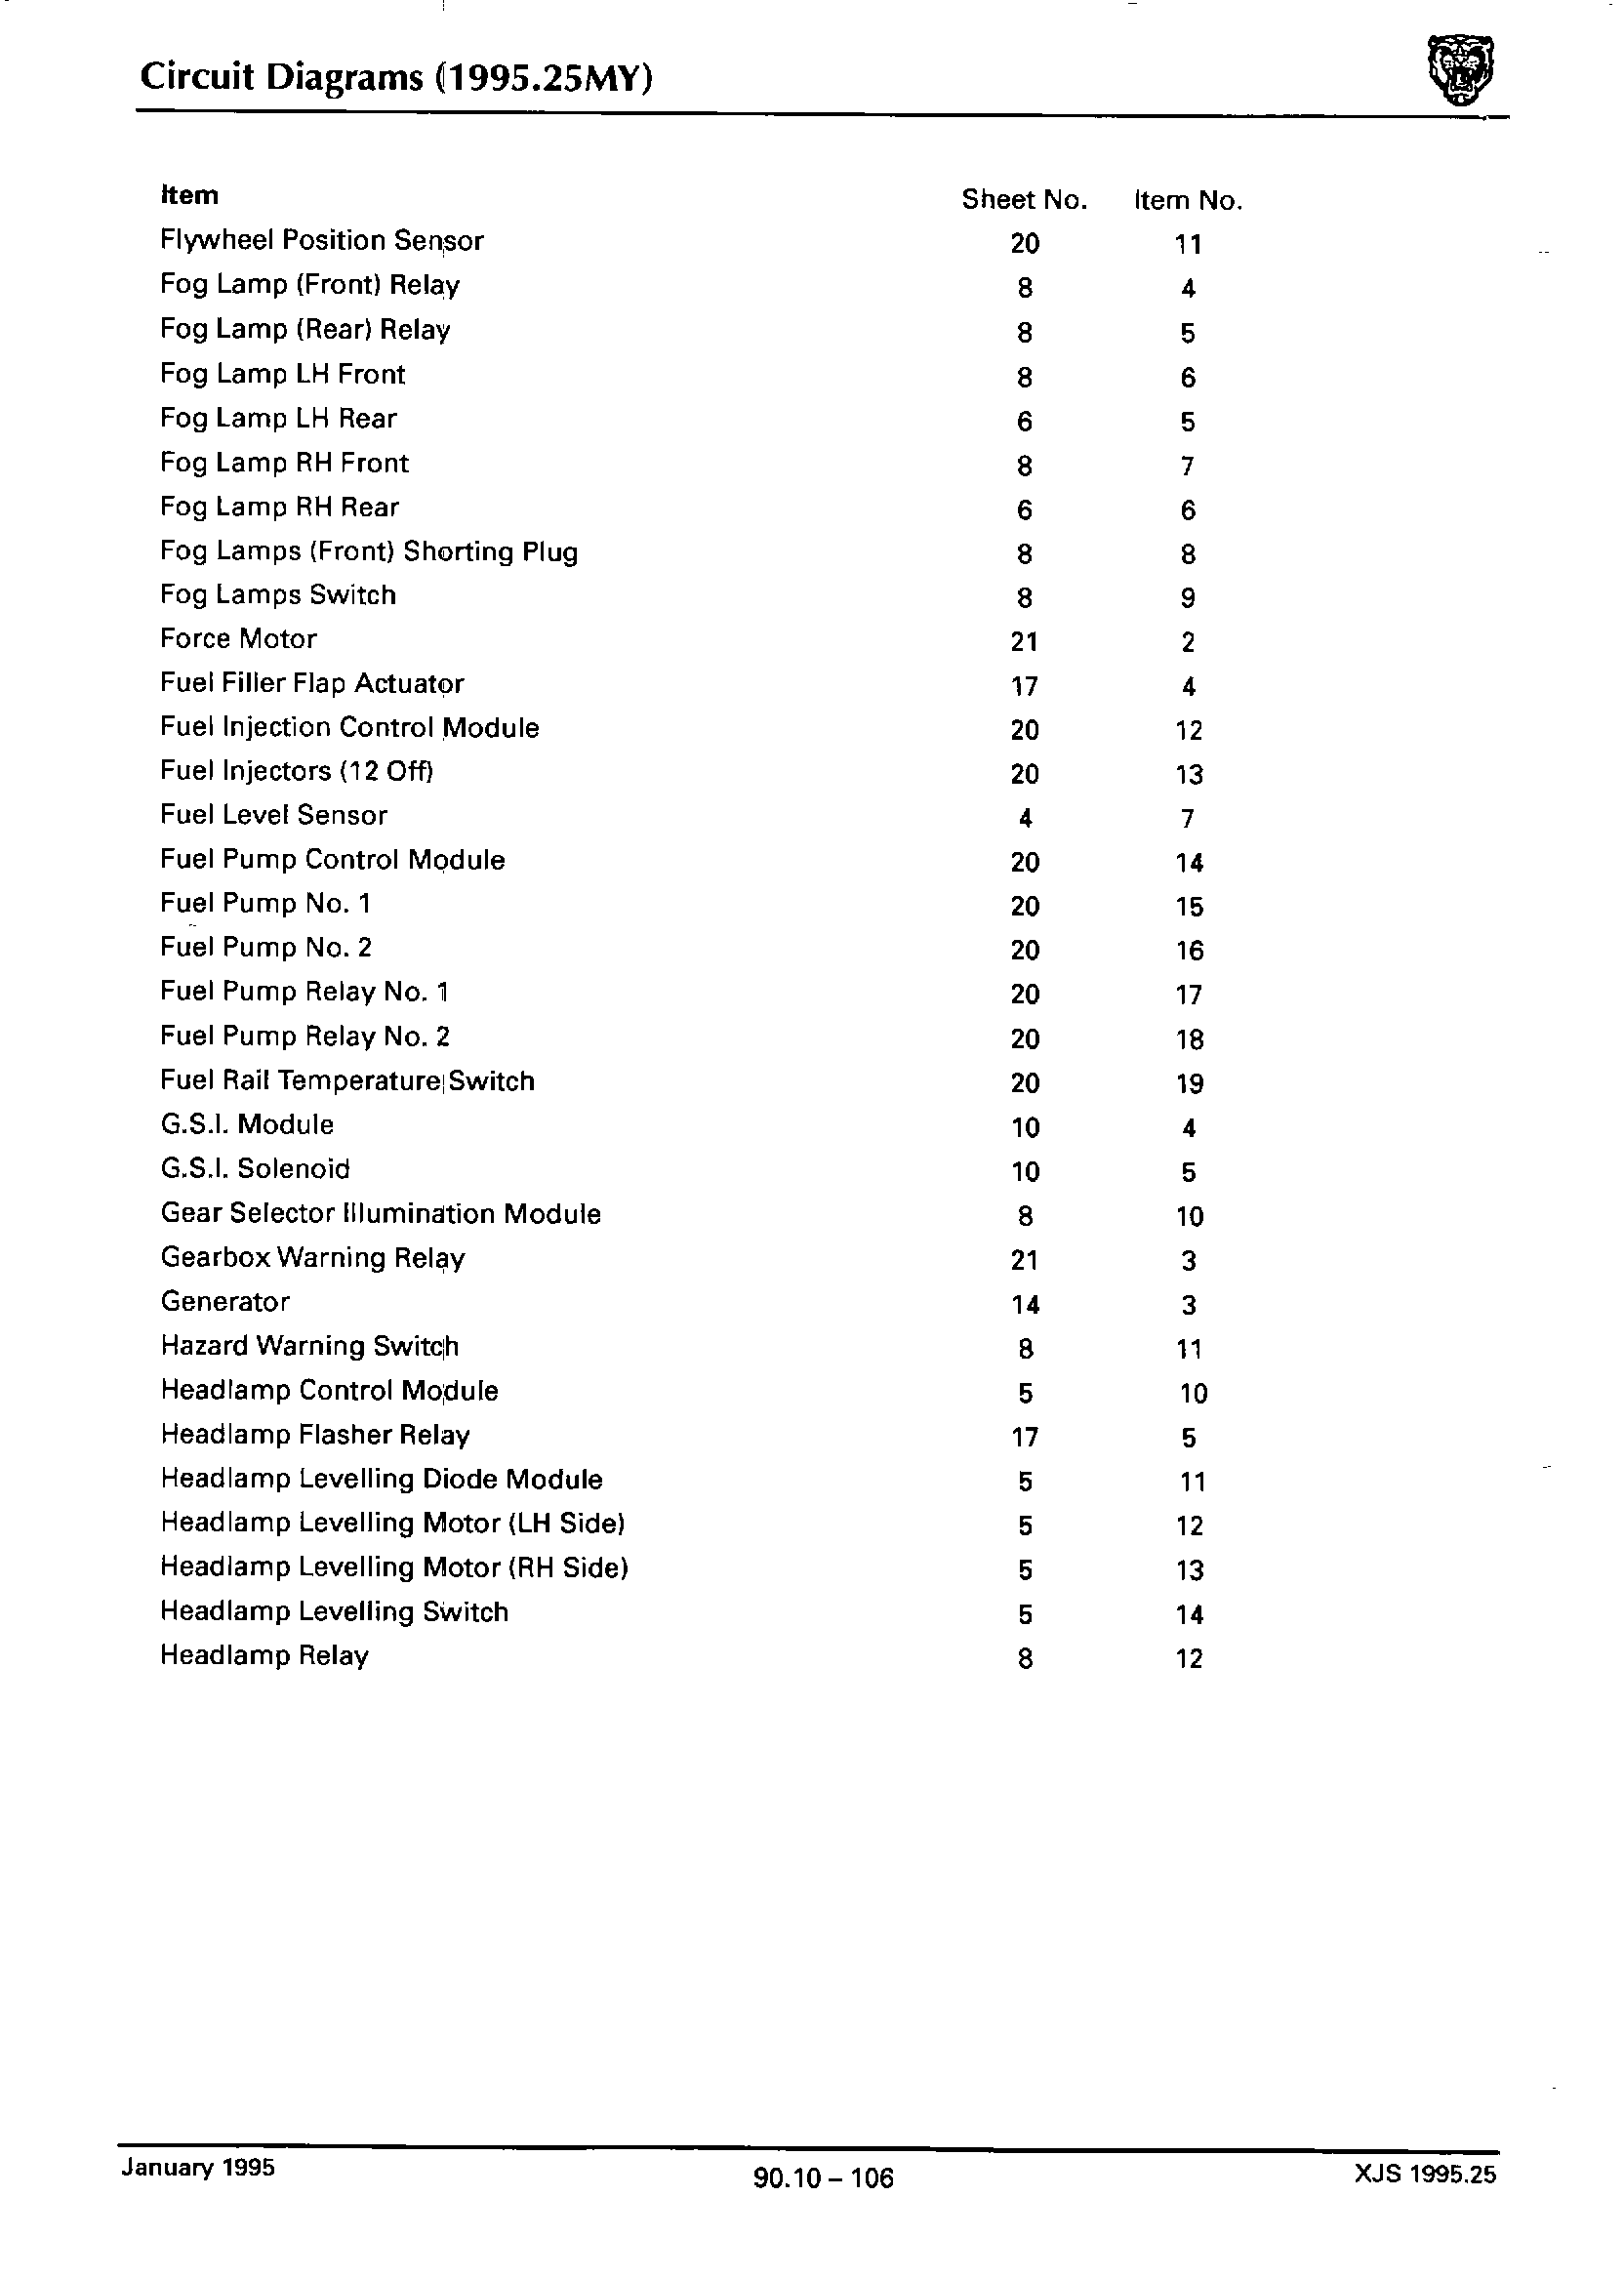 Circuit Diagrams (1995.25MY)
Item Sheet No. Item No.
Flywheel Position Sensor 20 11
Fog Lamp (Front) Relay 8 4
Fog Lamp (Rear) Relay 8 5
Fog Lamp LH Front 8 6
Fog Lamp LH Rear 6 5
Fog Lamp RH Front 8 7
Fog Lamp RH Rear 6 6
Fog Lamps (Front) Shorting Plug 8 8
Fog Lamps Switch 8 9
Force Motor 21 2
Fuel Filler Flap Actuator 17 4
Fuel Injection Control Module 20 12
Fuel Injectors (12 Off) 20 13
Fuel Level Sensor 4 7
Fuel Pump Control Module 20 14
Fuel Pump No. 1 20 15
Fuel Pump No. 2 20 16
Fuel Pump Relay No. 1 20 17
Fuel Pump Relay No. 2 20 18
Fuel Rail Temperature Switch 20 19
G.S.I. Module 10 4
G.S.I. Solenoid 10 5
Gear Selector Illumination Module 8 10
Gearbox Warning Relay 21 3
Generator 14 3
Hazard Warning Switch 8 11
Headlamp Control Module 5 10
Headlamp Flasher Relay 17 5
Headlamp Levelling Diode Module 5 11
Headlamp Levelling Motor (LH Side) 5 12
Headlamp Levelling Motor (RH Side) 5 13
Headlamp Levelling Switch 5 14
Headlamp Relay 8 12
January 1995 90.10 – 106 XJS 1995.25